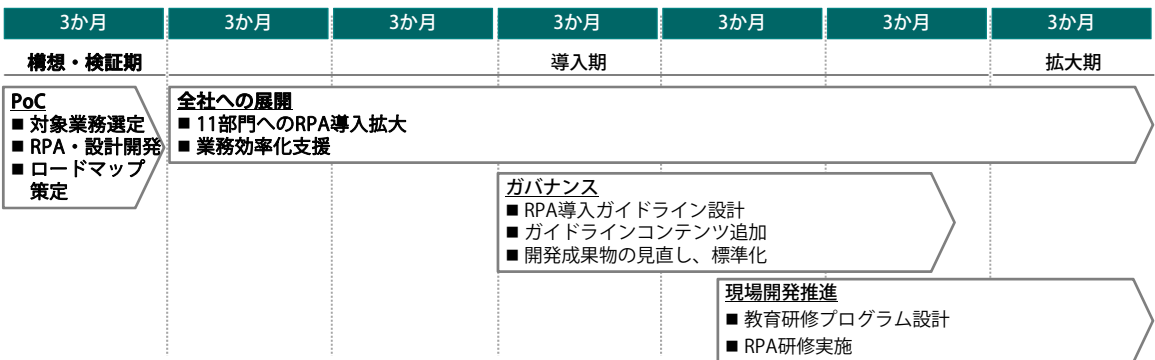 3か月 3か月 3か月 3か月 3か月 3か月 3か月
構想・検証期 導入期 拡大期
PoC
■ 対象業務選定
■ RPA・設計開発
■ ロードマップ
策定
全社への展開
■ 11部門へのRPA導入拡大
■ 業務効率化支援
ガバナンス
■ RPA導入ガイドライン設計
■ ガイドラインコンテンツ追加
■ 開発成果物の見直し、標準化
現場開発推進
■ 教育研修プログラム設計
■ RPA研修実施